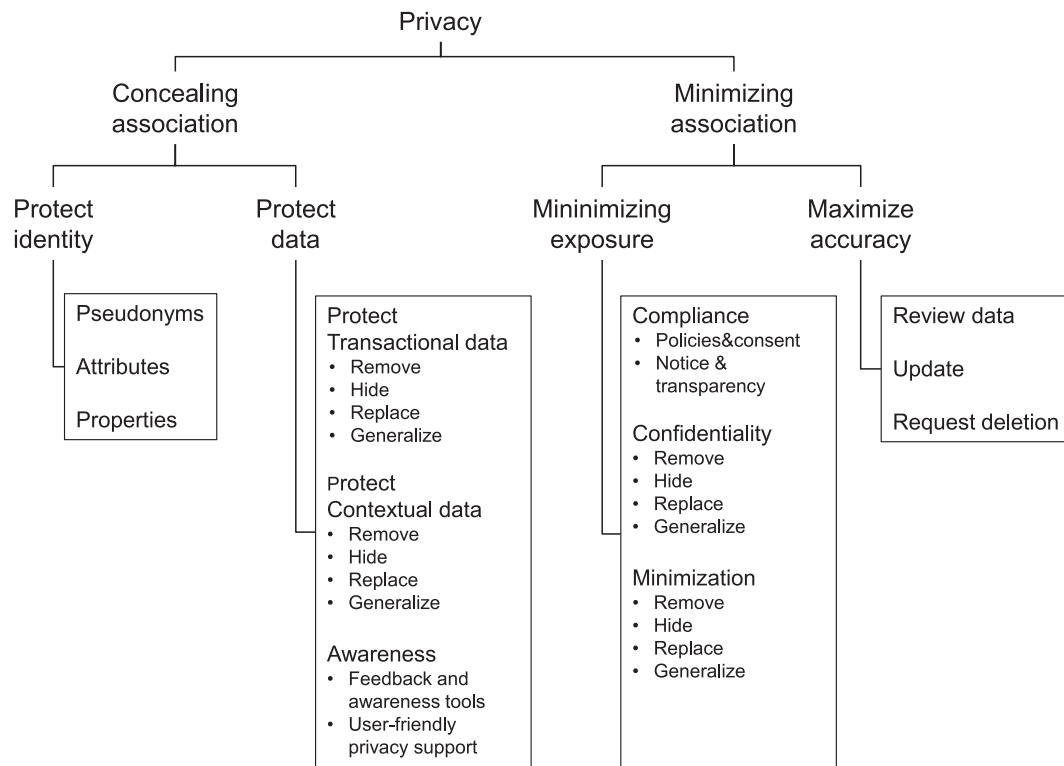 Privacy
Concealing
association
Minimizing
association
Protect
identity
Protect
data
Mininimizing
exposure
Maximize
accuracy
Pseudonyms
Attributes
Properties
Protect
Transactional data
• Remove
• Hide
• Replace
• Generalize
Protect
Contextual data
• Remove
• Hide
• Replace
• Generalize
Awareness
• Feedback and
awareness tools
• User-friendly
privacy support
Compliance
• Policies&consent
• Notice &
transparency
Confidentiality
• Remove
• Hide
• Replace
• Generalize
Minimization
• Remove
• Hide
• Replace
• Generalize
Review data
Update
Request deletion